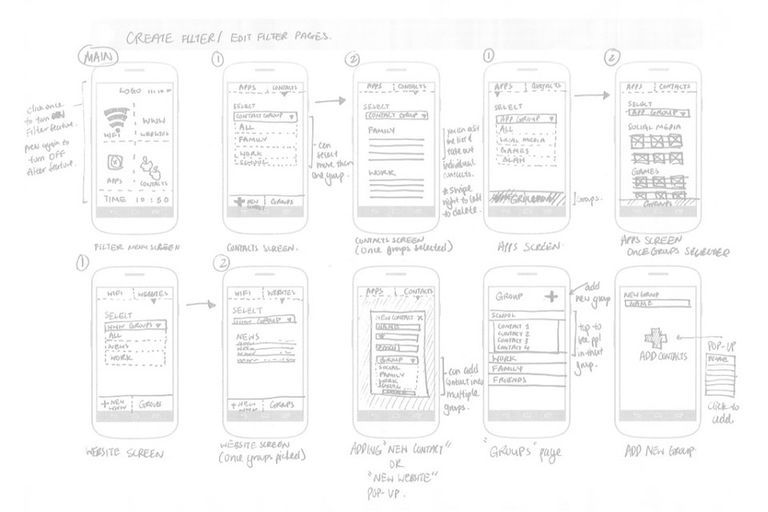 CREATE FILTER/ EDIT FILTER PAGES.
MAIN
click once
to turn ON
Filter feature.
press again to
turn OFF
filter feature.
LOGO
WIFI
WWW
WEBSITES
APPS
CONTACTS
TIME 10:50
FILTER MENU SCREEN
1
APPS CONTACTS
SELECT
CONTACT GROUP
ALL
FAMILY
WORK
SCHOOL
+ NEW
GROUPS
- can
select
more than
one group.
CONTACTS SCREEN
2
APPS CONTACTS
SELECT
CONTACT GROUP
FAMILY
WORK
you can edit
the list &
take out
individual
contacts.
* swipe
right to left
to delete.
CONTACTS SCREEN
(once groups selected)
1
APPS CONTACTS
SELECT
APP GROUP
ALL
SOCIAL MEDIA
GAMES
Groups.
APPS SCREEN
2
APPS CONTACTS
SELECT
APP GROUP
SOCIAL MEDIA
GAMES
GROUPS
APPS SCREEN
ONCE GROUPS SELECTED
1
WIFI WEBSITES
SELECT
WWW GROUPS
ALL
NEWS
WORK
+ NEW
WWW
GROUPS
WEBSITE SCREEN
2
WIFI WEBSITES
SELECT
WWW GROUP
NEWS
+ NEW
WWW
GROUPS
WEBSITE SCREEN
(once groups picked)
APPS CONTACTS
NEW CONTACT X
NAME
GROUP
SOCIAL
FAMILY
WORK
SCHOOL
- can add
contact into
multiple
groups.
ADDING "NEW CONTACT"
OR
"NEW WEBSITE"
POP-UP.
GROUP +
add
new group
SCHOOL
CONTACT 1
CONTACT 2
CONTACT 3
CONTACT 4
WORK
FAMILY
FRIENDS
tap to
see ppl
in that
group.
"GROUPS" page
NEW GROUP
NAME
ADD CONTACTS
POP-UP
click to
add.
ADD NEW GROUP